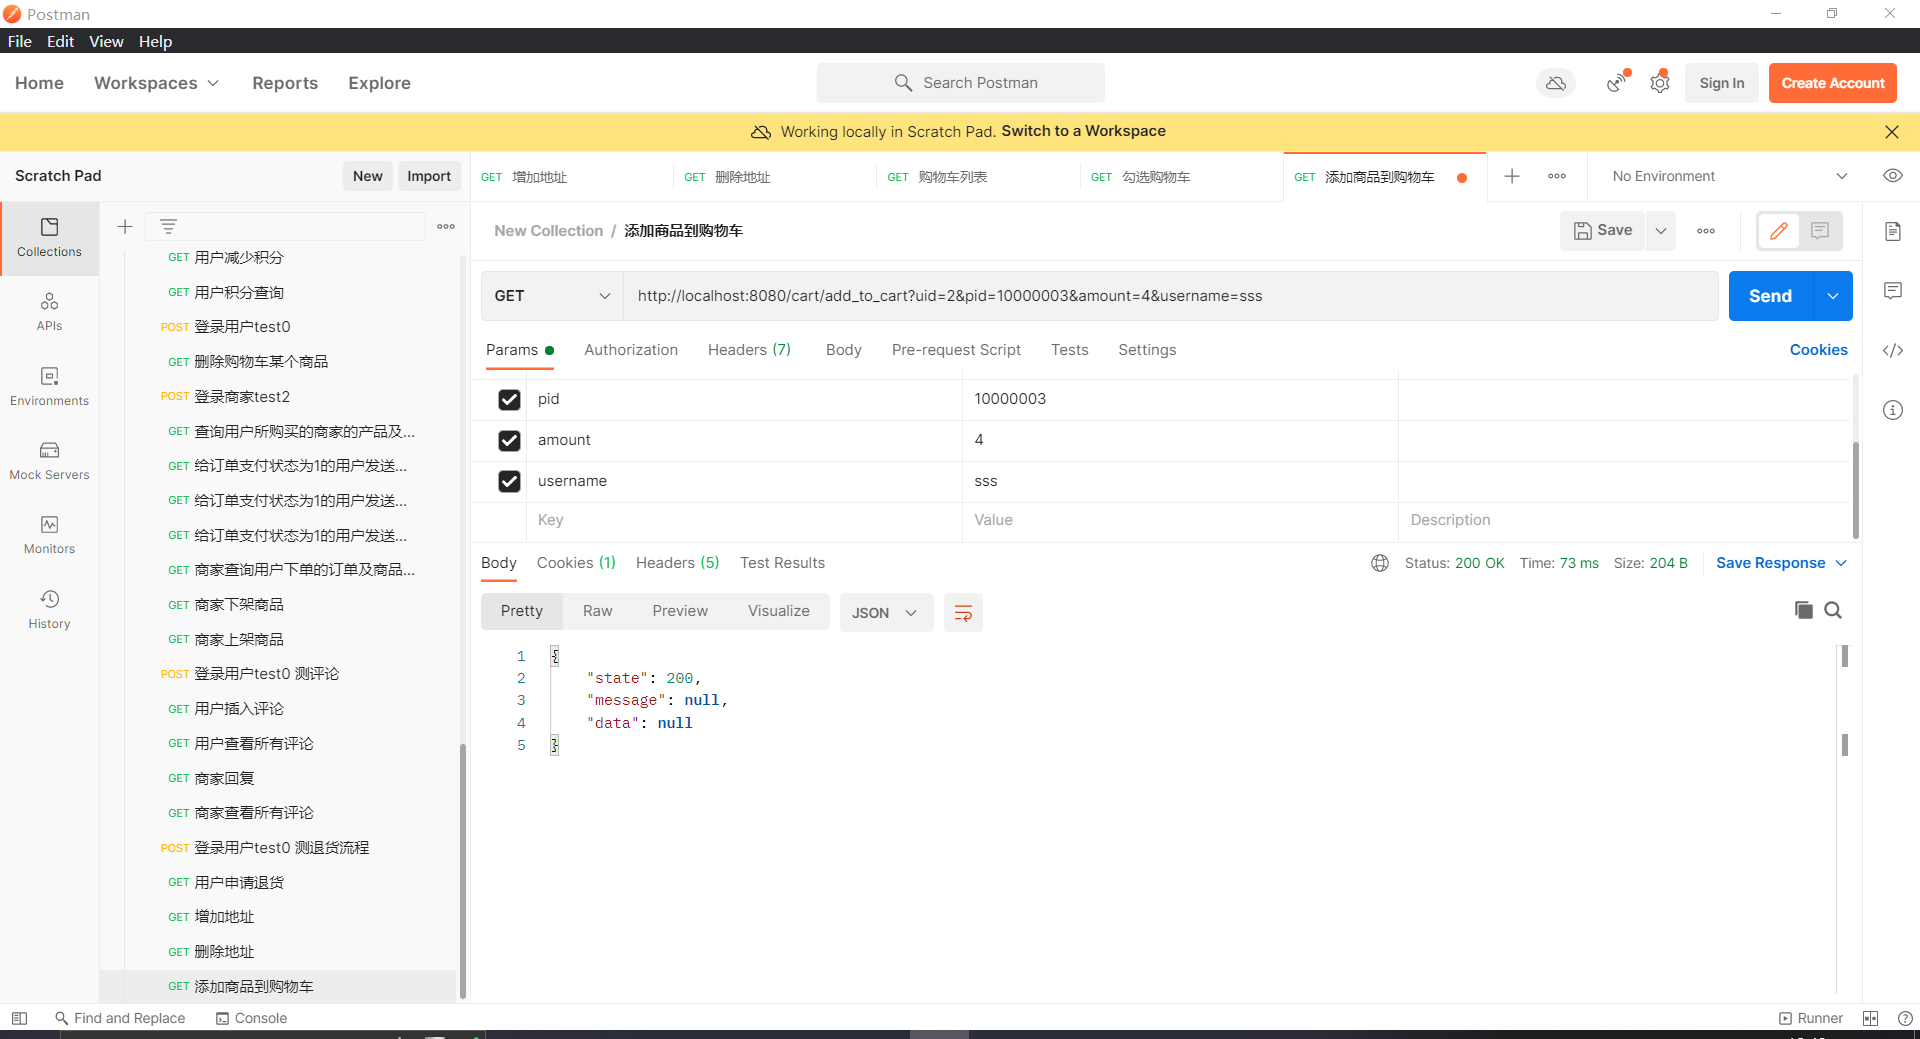 Postman
File Edit View Help
Home Workspaces Reports Explore
Search Postman
Sign In
Create Account
Working locally in Scratch Pad. Switch to a Workspace
Scratch Pad
New
Import
GET 增加地址
GET 删除地址
GET 购物车列表
GET 勾选购物车
GET 添加商品到购物车
No Environment
Collections
APIs
Environments
Mock Servers
Monitors
History
GET 用户减少积分
GET 用户积分查询
POST 登录用户test0
GET 删除购物车某个商品
POST 登录商家test2
GET 查询用户所购买的商家的产品及...
GET 给订单支付状态为1的用户发送...
GET 给订单支付状态为1的用户发送...
GET 给订单支付状态为1的用户发送...
GET 商家查询用户下单的订单及商品...
GET 商家下架商品
GET 商家上架商品
POST 登录用户test0 测评论
GET 用户插入评论
GET 用户查看所有评论
GET 商家回复
GET 商家查看所有评论
POST 登录用户test0 测退货流程
GET 用户申请退货
GET 增加地址
GET 删除地址
GET 添加商品到购物车
New Collection / 添加商品到购物车
Save
GET
http://localhost:8080/cart/add_to_cart?uid=2&pid=10000003&amount=4&username=sss
Send
Params Authorization Headers (7) Body Pre-request Script Tests Settings
Cookies
pid 10000003
amount 4
username sss
Key Value Description
Body Cookies (1) Headers (5) Test Results
Status: 200 OK Time: 73 ms Size: 204 B
Save Response
Pretty Raw Preview Visualize JSON
1 {
2 "state": 200,
3 "message": null,
4 "data": null
5 }
Find and Replace
Console
Runner